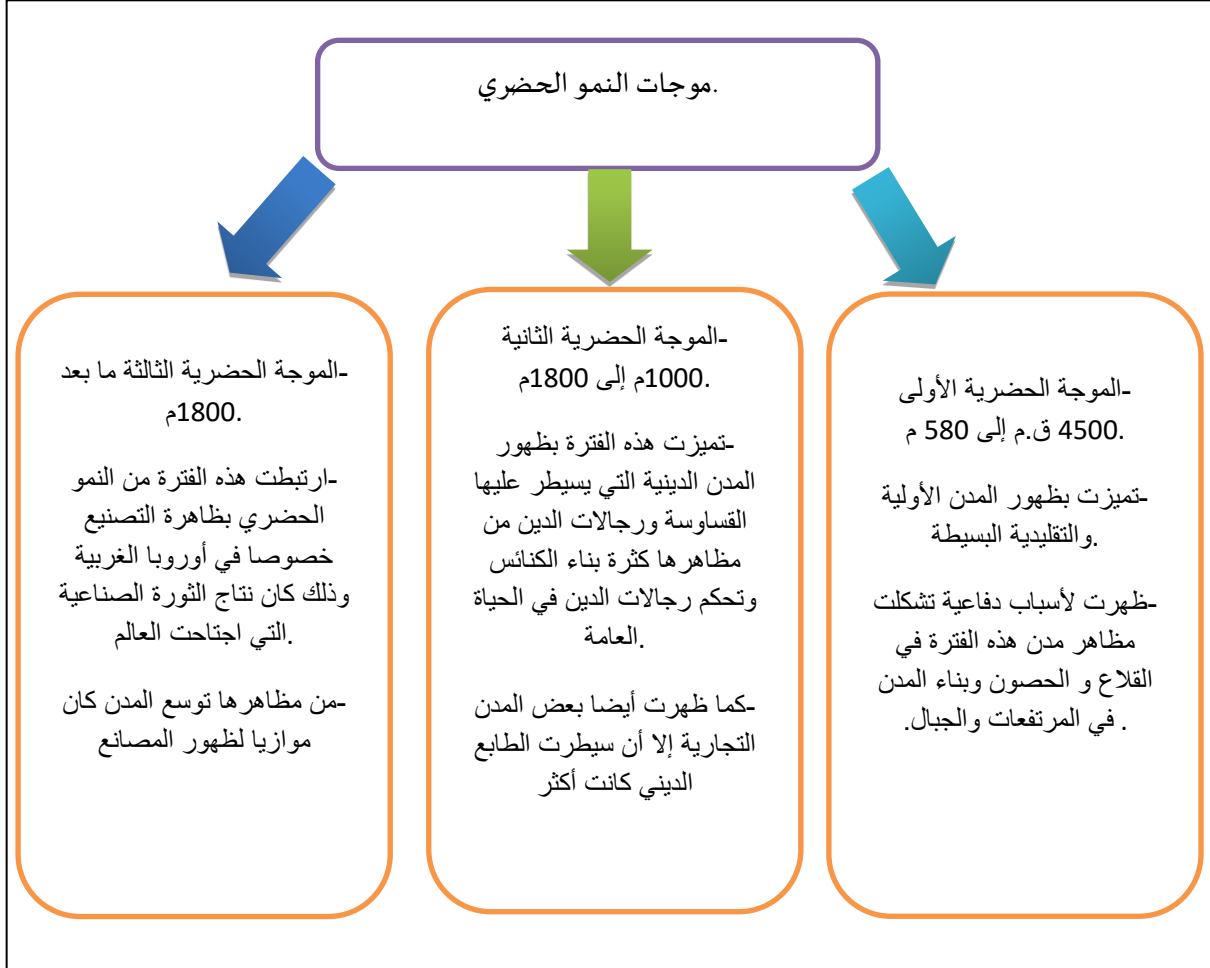 موجات النمو الحضري.
-الموجة الحضرية الأولى
4500 ق.م إلى 580 م.
-تميزت بظهور المدن الأولية
والتقليدية البسيطة.
-ظهرت لأسباب دفاعية تشكلت
مظاهر مدن هذه الفترة في
القلاع و الحصون وبناء المدن
في المرتفعات والجبال. .
-الموجة الحضرية الثانية
1000م إلى 1800م.
-تميزت هذه الفترة بظهور
المدن الدينية التي يسيطر عليها
القساوسة ورجالات الدين من
مظاهرها كثرة بناء الكنائس
وتحكم رجالات الدين في الحياة
العامة.
-كما ظهرت أيضا بعض المدن
التجارية إلا أن سيطرت الطابع
الديني كانت أكثر
-الموجة الحضرية الثالثة ما بعد
1800م.
-ارتبطت هذه الفترة من النمو
الحضري بظاهرة التصنيع
خصوصا في أوروبا الغربية
وذلك كان نتاج الثورة الصناعية
التي اجتاحت العالم.
-من مظاهرها توسع المدن كان
موازيا لظهور المصانع